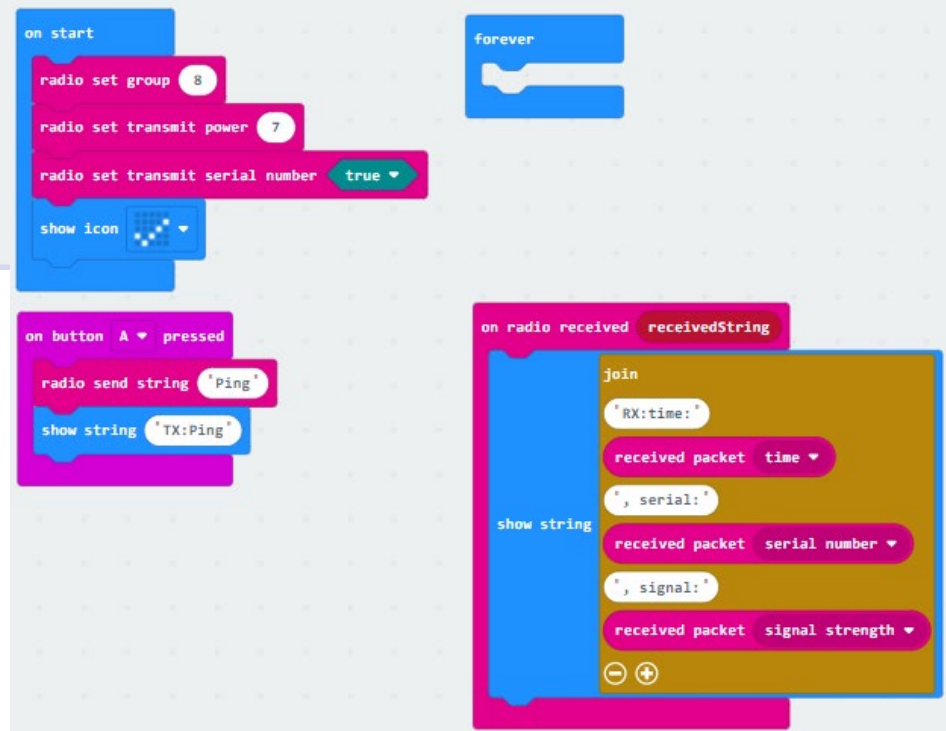 on start
radio set group 8
radio set transmit power 7
radio set transmit serial number true
show icon
forever
on button A pressed
radio send string "Ping"
show string "TX:Ping"
on radio received receivedString
show string
join
"RX:time:"
received packet time
", serial:"
received packet serial number
", signal:"
received packet signal strength